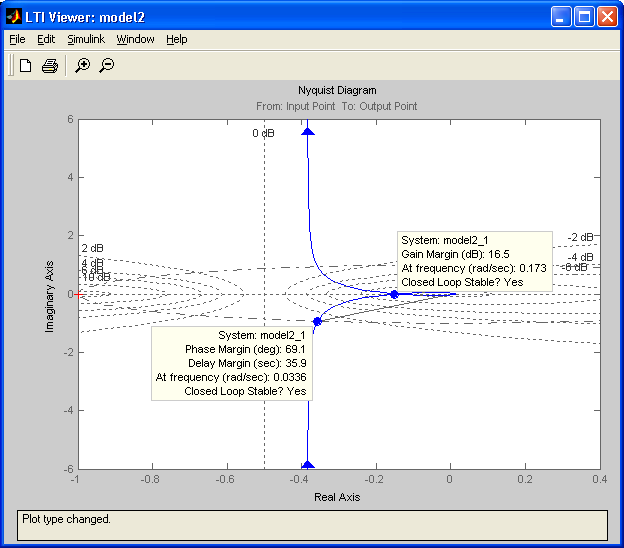 LTI Viewer: model2
File Edit Simulink Window Help
Nyquist Diagram
From: Input Point To: Output Point
6
4
2
0
-2
-4
-6
Imaginary Axis
0 dB
2 dB
4 dB
6 dB
10 dB
-2 dB
-4 dB
-6 dB
System: model2_1
Gain Margin (dB): 16.5
At frequency (rad/sec): 0.173
Closed Loop Stable? Yes
System: model2_1
Phase Margin (deg): 69.1
Delay Margin (sec): 35.9
At frequency (rad/sec): 0.0336
Closed Loop Stable? Yes
-1 -0.8 -0.6 -0.4 -0.2 0 0.2 0.4
Real Axis
Plot type changed.